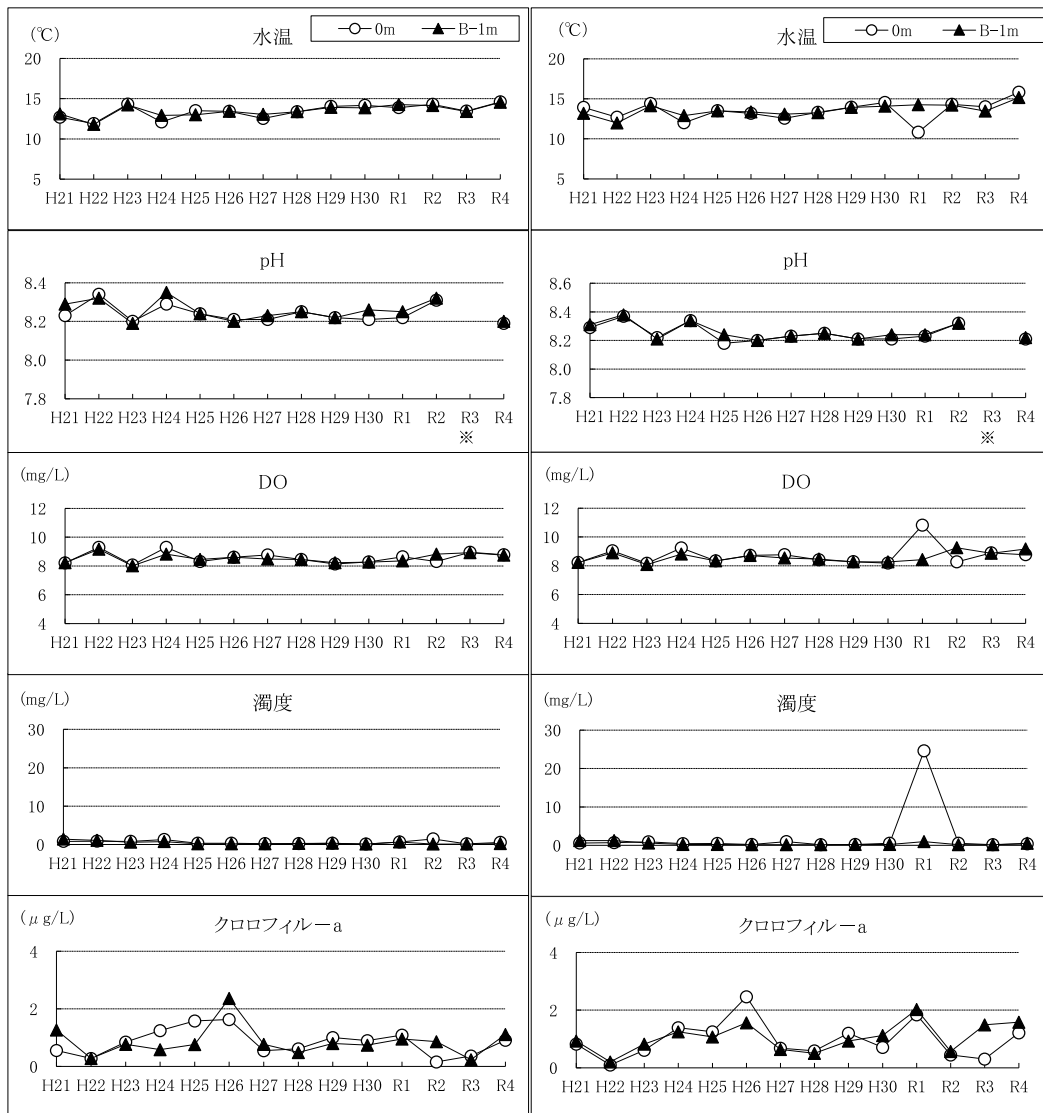 (℃) 水温 0m B-1m
20
15
10
5
H21 H22 H23 H24 H25 H26 H27 H28 H29 H30 R1 R2 R3 R4
pH
8.4
8.2
8.0
7.8
H21 H22 H23 H24 H25 H26 H27 H28 H29 H30 R1 R2 R3 R4
※
(mg/L)
DO
12
10
8
6
4
H21 H22 H23 H24 H25 H26 H27 H28 H29 H30 R1 R2 R3 R4
(mg/L)
濁度
30
20
10
0
H21 H22 H23 H24 H25 H26 H27 H28 H29 H30 R1 R2 R3 R4
(μg/L)
クロロフィルーa
4
2
0
H21 H22 H23 H24 H25 H26 H27 H28 H29 H30 R1 R2 R3 R4
(℃) 水温 0m B-1m
20
15
10
5
H21 H22 H23 H24 H25 H26 H27 H28 H29 H30 R1 R2 R3 R4
pH
8.6
8.4
8.2
8.0
7.8
H21 H22 H23 H24 H25 H26 H27 H28 H29 H30 R1 R2 R3 R4
※
(mg/L)
DO
12
10
8
6
4
H21 H22 H23 H24 H25 H26 H27 H28 H29 H30 R1 R2 R3 R4
(mg/L)
濁度
30
20
10
0
H21 H22 H23 H24 H25 H26 H27 H28 H29 H30 R1 R2 R3 R4
(μg/L)
クロロフィルーa
4
2
0
H21 H22 H23 H24 H25 H26 H27 H28 H29 H30 R1 R2 R3 R4